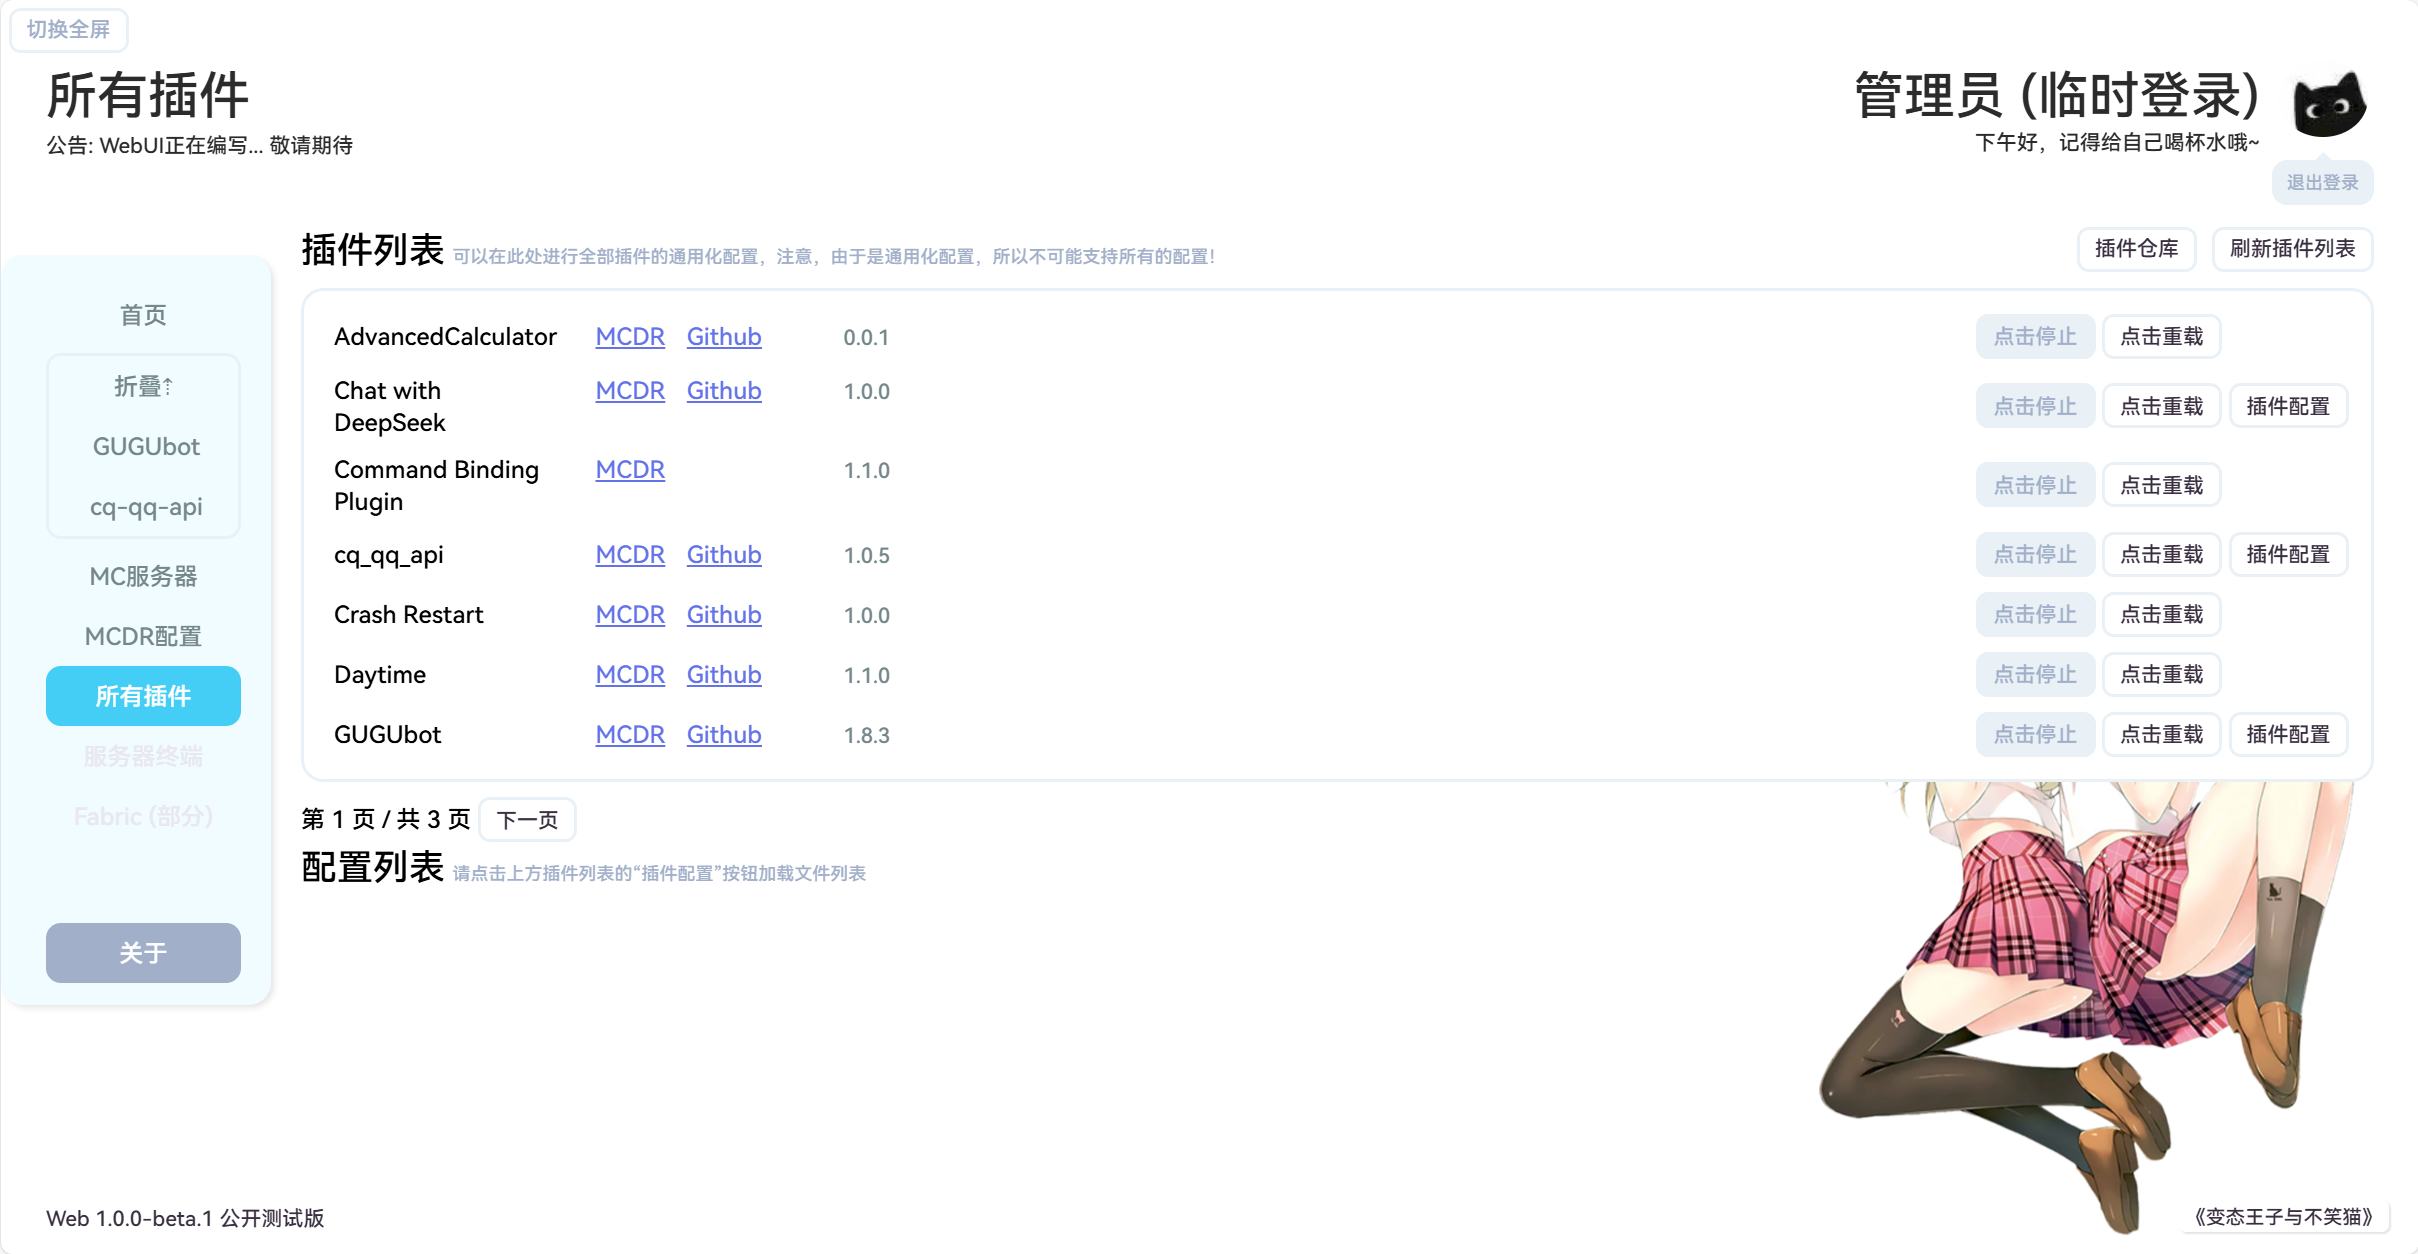 切换全屏
所有插件
公告: WebUI正在编写... 敬请期待
管理员 (临时登录)
下午好，记得给自己喝杯水哦~
退出登录
首页
折叠⇡
GUGUbot
cq-qq-api
MC服务器
MCDR配置
所有插件
服务器终端
Fabric (部分)
关于
插件列表 可以在此处进行全部插件的通用化配置，注意，由于是通用化配置，所以不可能支持所有的配置！
插件仓库 刷新插件列表
AdvancedCalculator MCDR Github 0.0.1 点击停止 点击重载
Chat with DeepSeek MCDR Github 1.0.0 点击停止 点击重载 插件配置
Command Binding Plugin MCDR 1.1.0 点击停止 点击重载
cq_qq_api MCDR Github 1.0.5 点击停止 点击重载 插件配置
Crash Restart MCDR Github 1.0.0 点击停止 点击重载
Daytime MCDR Github 1.1.0 点击停止 点击重载
GUGUbot MCDR Github 1.8.3 点击停止 点击重载 插件配置
第 1 页 / 共 3 页 下一页
配置列表 请点击上方插件列表的“插件配置”按钮加载文件列表
Web 1.0.0-beta.1 公开测试版
《变态王子与不笑猫》